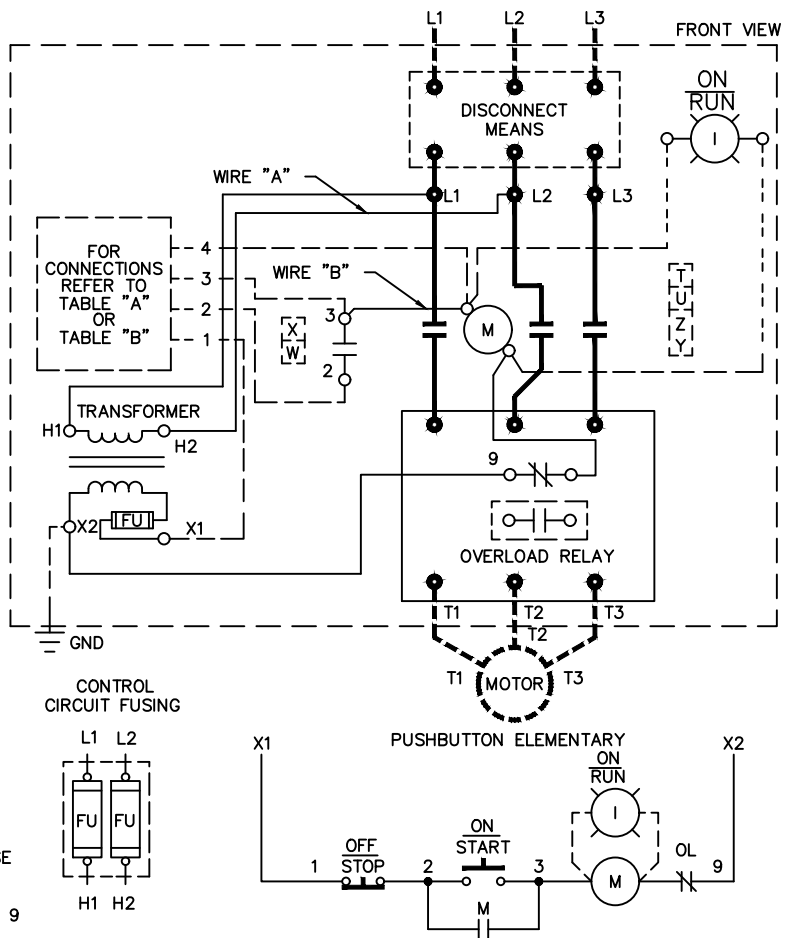 L1 L2 L3
FRONT VIEW
ON
RUN
I
DISCONNECT
MEANS
WIRE "A"
L1 L2 L3
FOR
CONNECTIONS
REFER TO
TABLE "A"
OR
TABLE "B"
4
3
2
1
WIRE "B"
X
W
3
2
M
T
U
Z
Y
TRANSFORMER
H1 H2
9
FU
X2 X1
OVERLOAD RELAY
T1 T2 T3
T2
GND
T1 MOTOR T3
CONTROL
CIRCUIT FUSING
L1 L2
FU FU
H1 H2
SE
9
PUSHBUTTON ELEMENTARY
X1 X2
ON
RUN
I
OFF
STOP
ON
START
OL
1 2 3 M 9
M